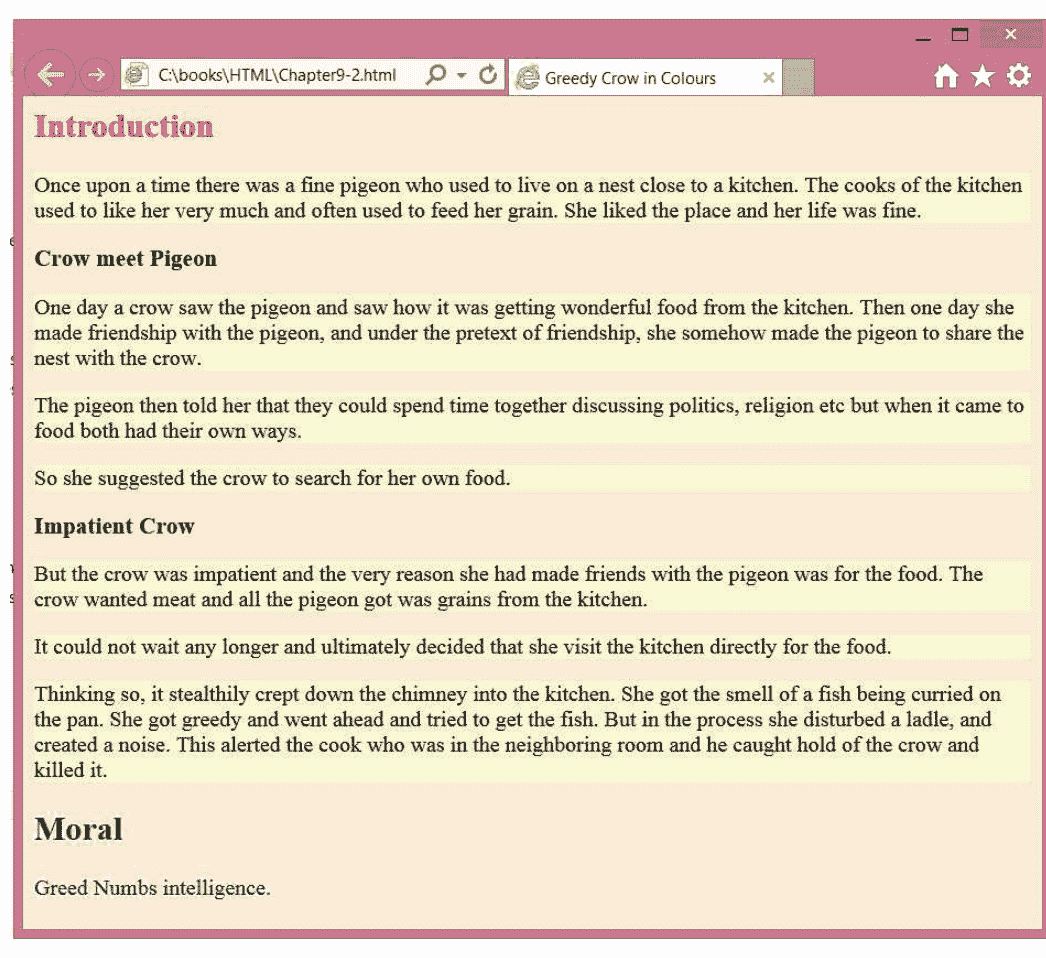 C:\books\HTML\Chapter9-2.html
Greedy Crow in Colours
Introduction
Once upon a time there was a fine pigeon who used to live on a nest close to a kitchen. The cooks of the kitchen
used to like her very much and often used to feed her grain. She liked the place and her life was fine.
Crow meet Pigeon
One day a crow saw the pigeon and saw how it was getting wonderful food from the kitchen. Then one day she
made friendship with the pigeon, and under the pretext of friendship, she somehow made the pigeon to share the
nest with the crow.
The pigeon then told her that they could spend time together discussing politics, religion etc but when it came to
food both had their own ways.
So she suggested the crow to search for her own food.
Impatient Crow
But the crow was impatient and the very reason she had made friends with the pigeon was for the food. The
crow wanted meat and all the pigeon got was grains from the kitchen.
It could not wait any longer and ultimately decided that she visit the kitchen directly for the food.
Thinking so, it stealthily crept down the chimney into the kitchen. She got the smell of a fish being curried on
the pan. She got greedy and went ahead and tried to get the fish. But in the process she disturbed a ladle, and
created a noise. This alerted the cook who was in the neighboring room and he caught hold of the crow and
killed it.
Moral
Greed Numbs intelligence.